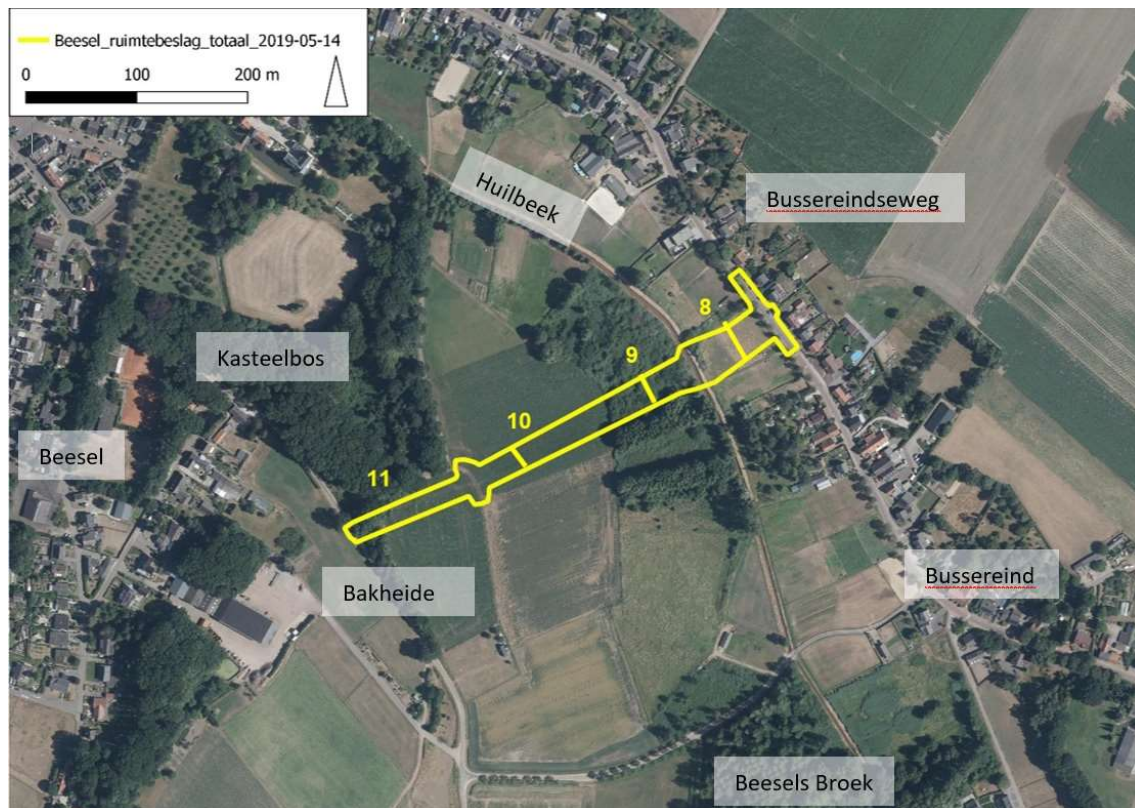 Beesel_ruimtebeslag_totaal_2019-05-14
0 100 200 m
Huilbeek
Bussereindseweg
8
Kasteelbos
9
10
Beesel
11
Bakheide
Bussereind
Beesels Broek